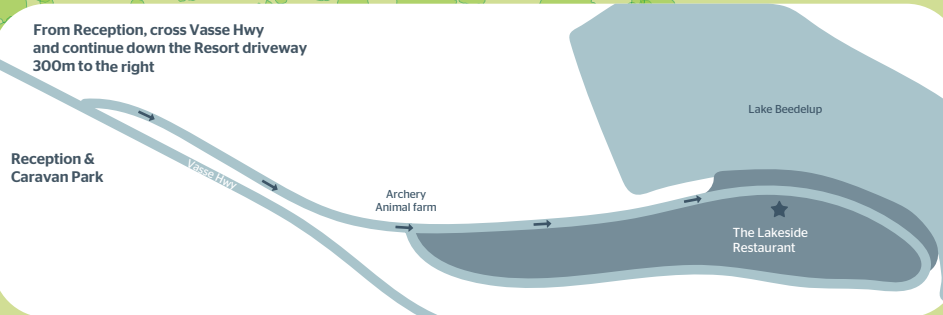 From Reception, cross Vasse Hwy
and continue down the Resort driveway
300m to the right
Lake Beedelup
Reception &
Caravan Park
Vasse Hwy
Archery
Animal farm
The Lakeside
Restaurant